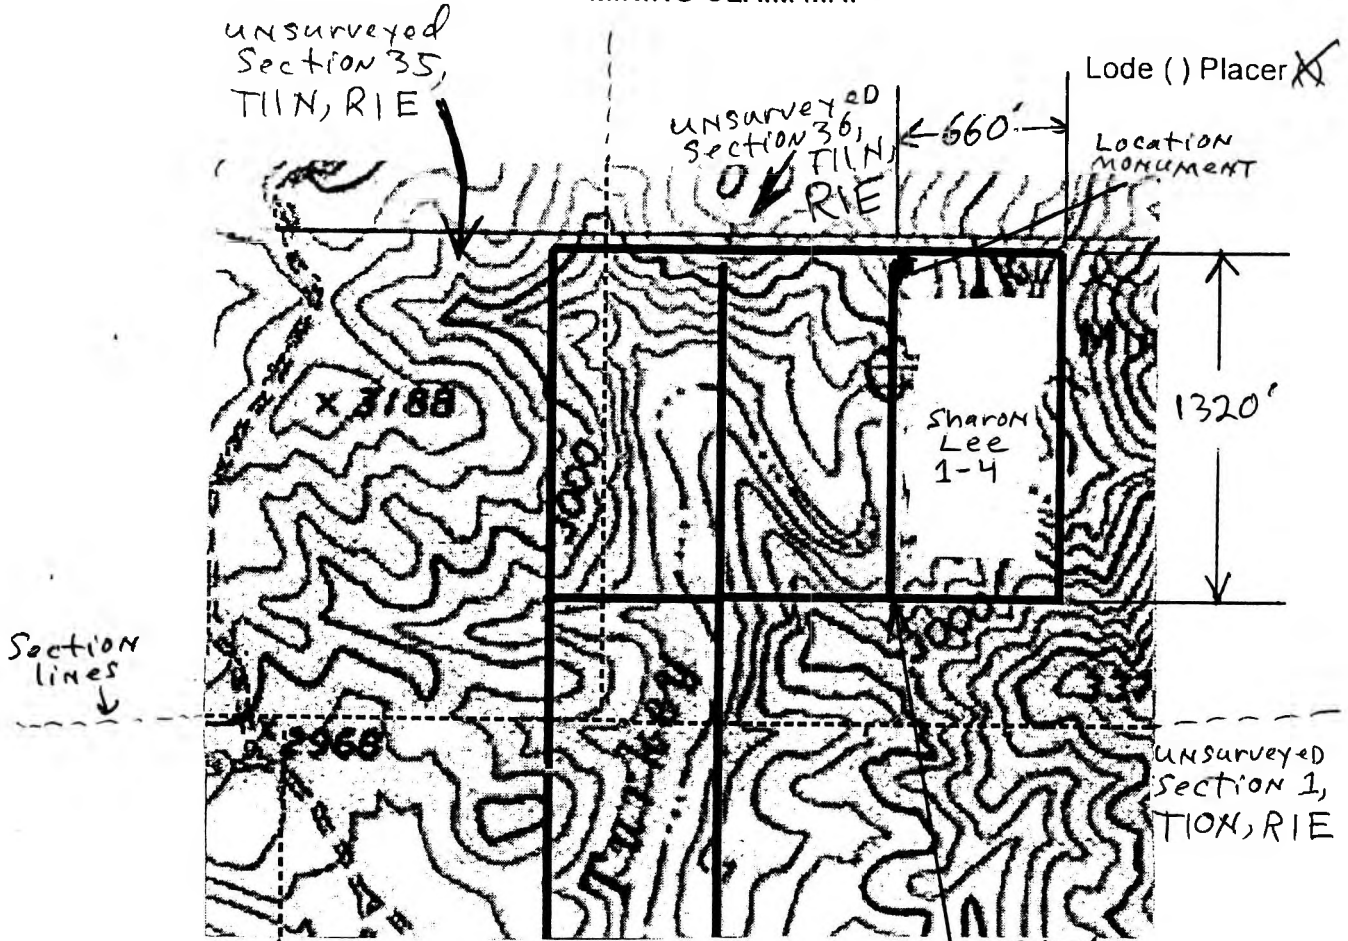 Lode ( ) Placer (X)
unsurveyed
Section 35,
T11N, R1E
unsurveyed
Section 36,
T11N,
R1E
660'
Location
Monument
1320'
3188
3000
Sharon
Lee
1-4
Section
lines
2968
Turkey
unsurveyed
Section 1,
T10N, R1E